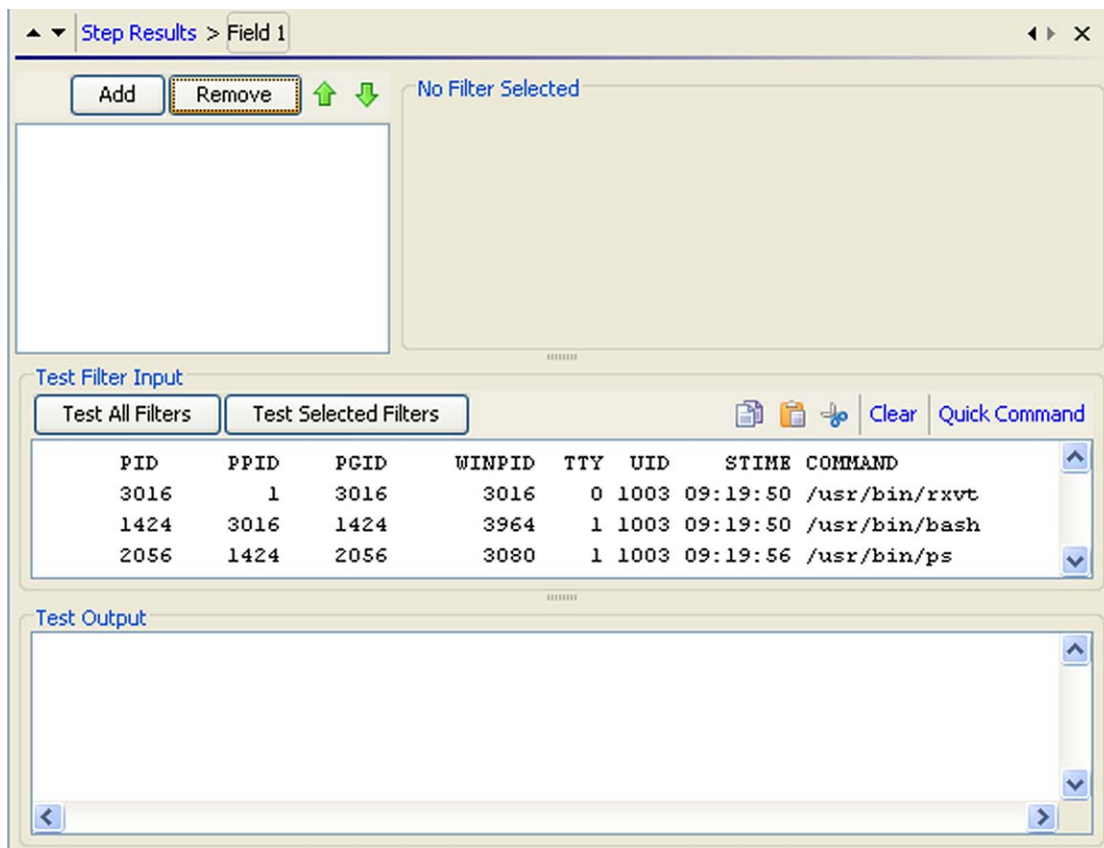 Step Results > Field 1
Add Remove
No Filter Selected
Test Filter Input
Test All Filters Test Selected Filters Clear Quick Command
PID PPID PGID WINPID TTY UID STIME COMMAND
3016 1 3016 3016 0 1003 09:19:50 /usr/bin/rxvt
1424 3016 1424 3964 1 1003 09:19:50 /usr/bin/bash
2056 1424 2056 3080 1 1003 09:19:56 /usr/bin/ps
Test Output